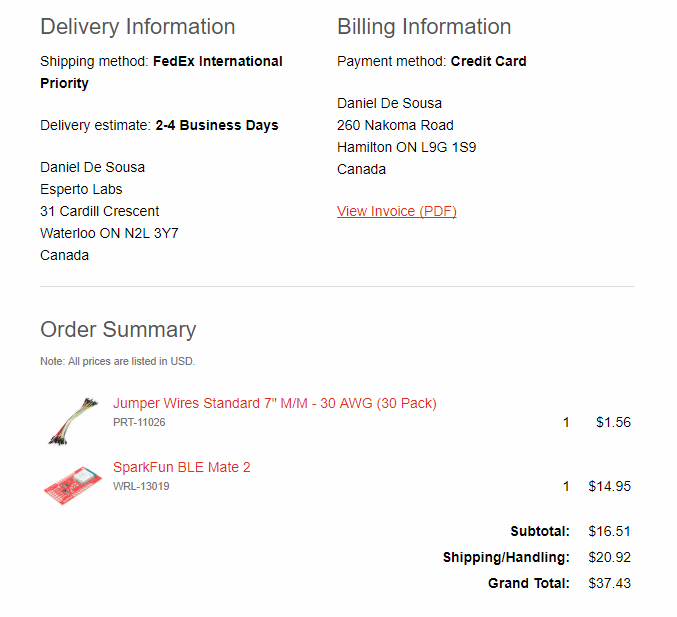 Delivery Information
Shipping method: FedEx International
Priority
Delivery estimate: 2-4 Business Days
Daniel De Sousa
Esperto Labs
31 Cardill Crescent
Waterloo ON N2L 3Y7
Canada
Billing Information
Payment method: Credit Card
Daniel De Sousa
260 Nakoma Road
Hamilton ON L9G 1S9
Canada
View Invoice (PDF)
Order Summary
Note: All prices are listed in USD.
Jumper Wires Standard 7" M/M - 30 AWG (30 Pack)
PRT-11026 1 $1.56
SparkFun BLE Mate 2
WRL-13019 1 $14.95
Subtotal: $16.51
Shipping/Handling: $20.92
Grand Total: $37.43